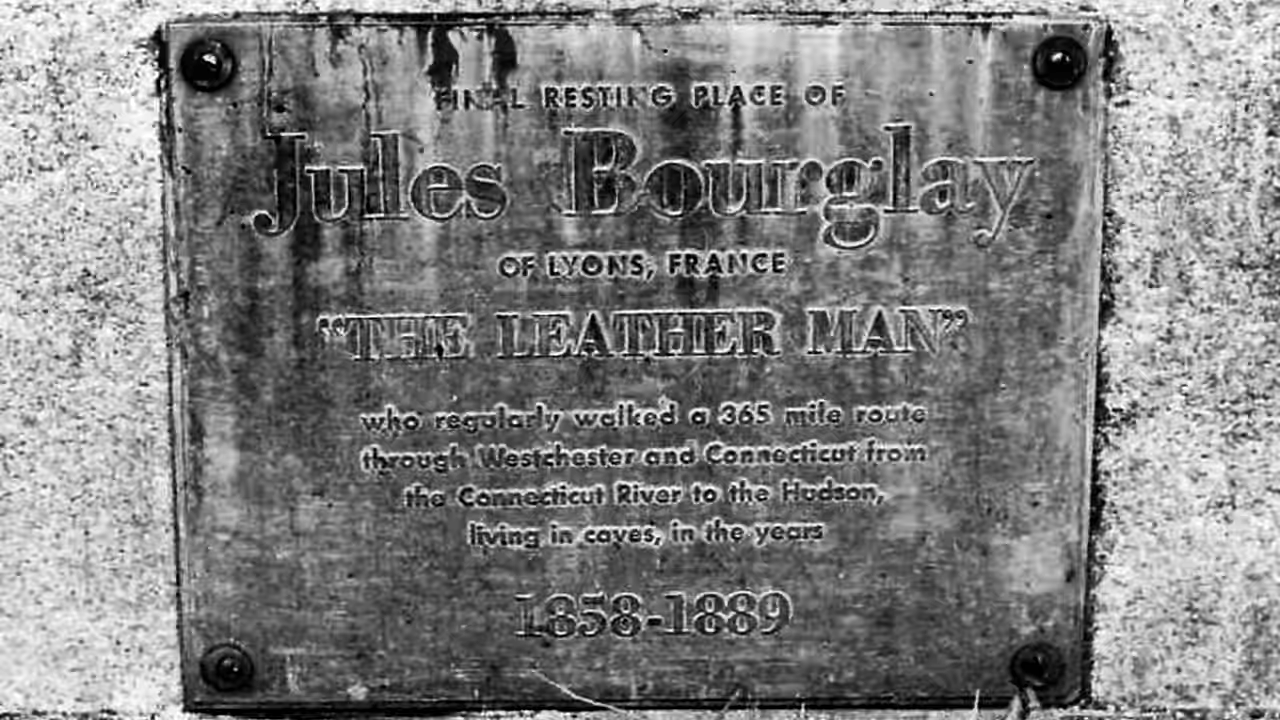 FINAL RESTING PLACE OF
Jules Bourglay
OF LYONS, FRANCE
“THE LEATHER MAN”
who regularly walked a 365 mile route
through Westchester and Connecticut from
the Connecticut River to the Hudson,
living in caves, in the years
1858-1889